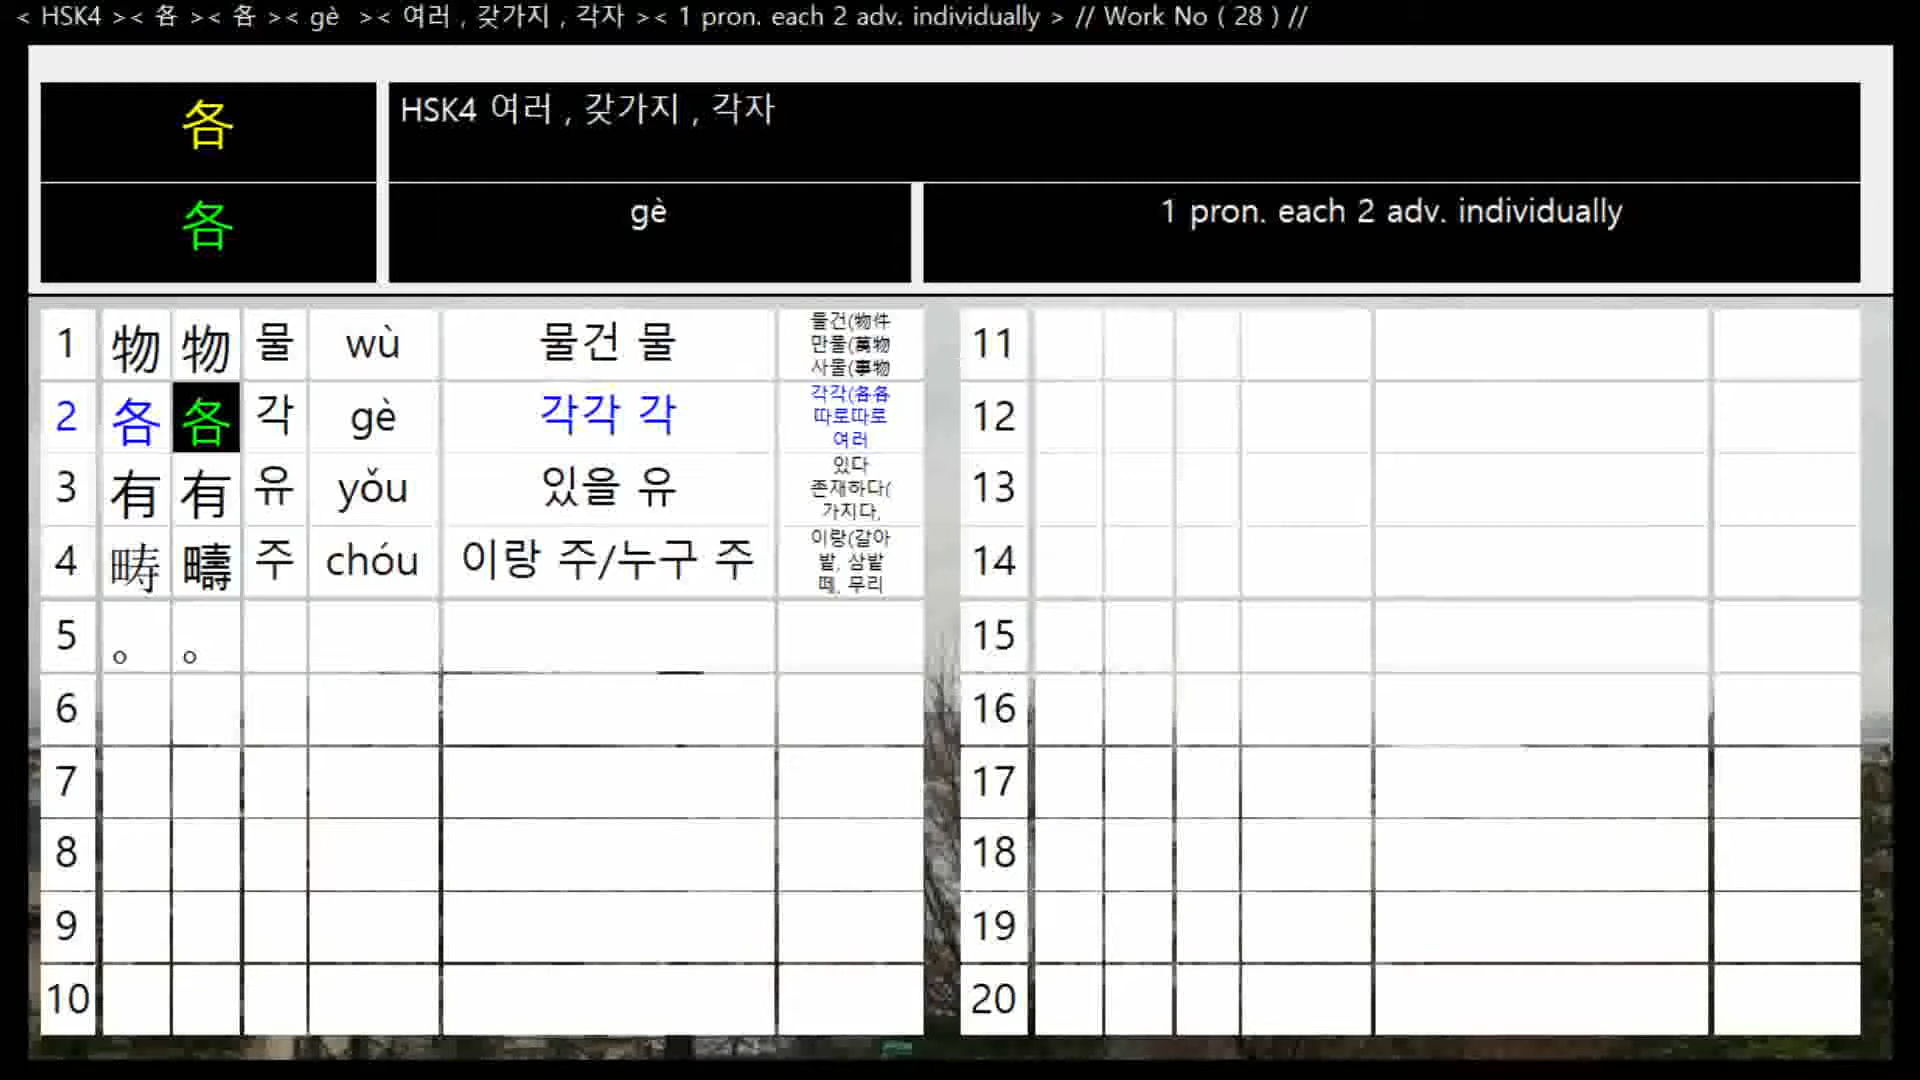 < HSK4 >< 各 >< 各 >< gè >< 여러 , 갖가지 , 각자 >< 1 pron. each 2 adv. individually > // Work No ( 28 ) //
各
HSK4 여러 , 갖가지 , 각자
各
gè
1 pron. each 2 adv. individually
1 物 物 물 wù 물건 물 물건(物件
만물(萬物
사물(事物
2 各 各 각 gè 각각 각 각각(各各
따로따로
여러
3 有 有 유 yǒu 있을 유 있다
존재하다(
가지다,
4 畴 疇 주 chóu 이랑 주/누구 주 이랑(갈아
밭, 삼밭
떼, 무리
5 。 。
6
7
8
9
10
11
12
13
14
15
16
17
18
19
20